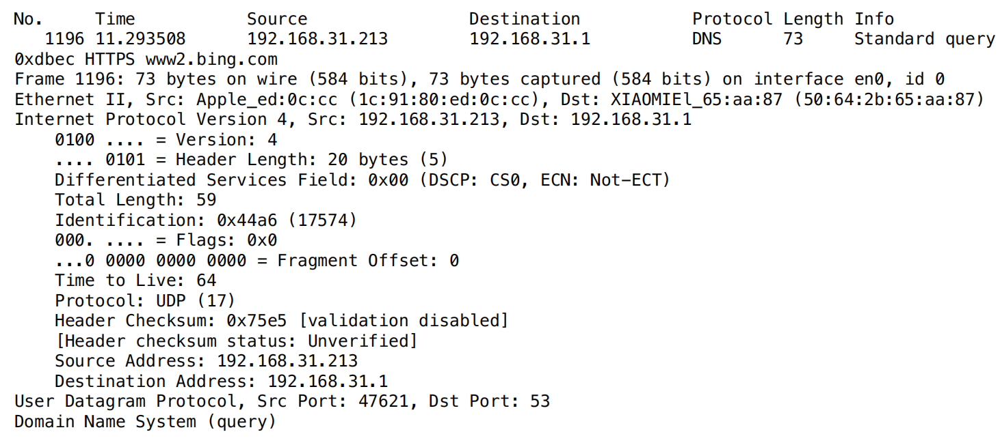 No.     Time           Source                Destination           Protocol Length Info
   1196 11.293508      192.168.31.213        192.168.31.1          DNS      73     Standard query
0xdbec HTTPS www2.bing.com
Frame 1196: 73 bytes on wire (584 bits), 73 bytes captured (584 bits) on interface en0, id 0
Ethernet II, Src: Apple_ed:0c:cc (1c:91:80:ed:0c:cc), Dst: XIAOMIEl_65:aa:87 (50:64:2b:65:aa:87)
Internet Protocol Version 4, Src: 192.168.31.213, Dst: 192.168.31.1
    0100 .... = Version: 4
    .... 0101 = Header Length: 20 bytes (5)
    Differentiated Services Field: 0x00 (DSCP: CS0, ECN: Not-ECT)
    Total Length: 59
    Identification: 0x44a6 (17574)
    000. .... = Flags: 0x0
    ...0 0000 0000 0000 = Fragment Offset: 0
    Time to Live: 64
    Protocol: UDP (17)
    Header Checksum: 0x75e5 [validation disabled]
    [Header checksum status: Unverified]
    Source Address: 192.168.31.213
    Destination Address: 192.168.31.1
User Datagram Protocol, Src Port: 47621, Dst Port: 53
Domain Name System (query)